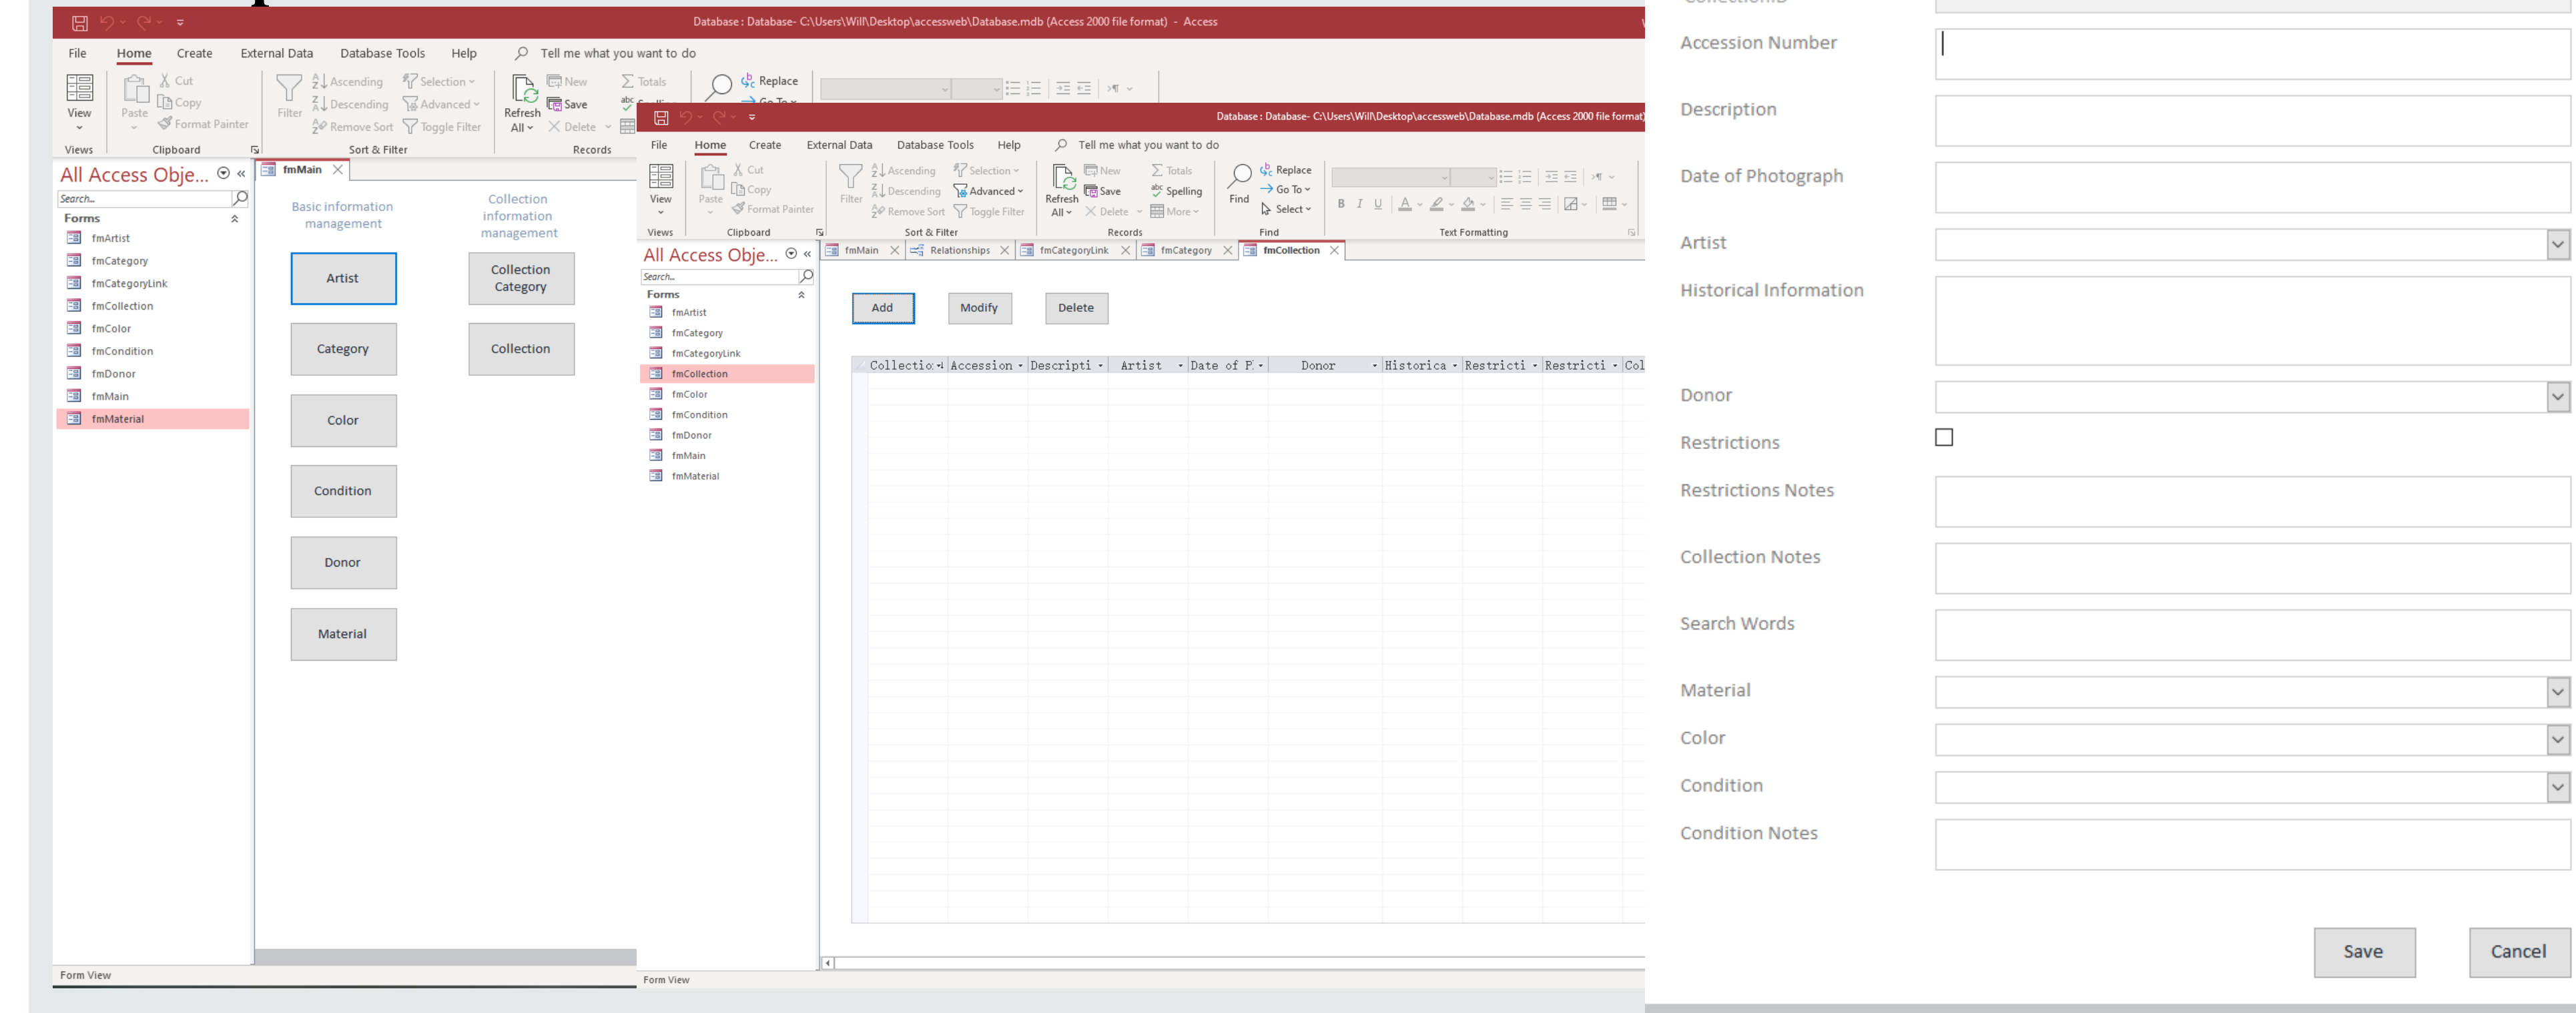 Database : Database- C:\Users\Will\Desktop\accessweb\Database.mdb (Access 2000 file format) - Access
File Home Create External Data Database Tools Help Tell me what you want to do
View
Views
Paste
Cut
Copy
Format Painter
Clipboard
Filter
Ascending
Descending
Remove Sort
Selection
Advanced
Toggle Filter
Sort & Filter
Refresh All
New
Save
Delete
Totals
Records
Replace
All Access Obje...
Search...
Forms
fmArtist
fmCategory
fmCategoryLink
fmCollection
fmColor
fmCondition
fmDonor
fmMain
fmMaterial
fmMain
Basic information management
Artist
Category
Color
Condition
Donor
Material
Collection information management
Collection Category
Collection
Form View
Database : Database- C:\Users\Will\Desktop\accessweb\Database.mdb (Access 2000 file format)
File Home Create External Data Database Tools Help Tell me what you want to do
View
Views
Paste
Cut
Copy
Format Painter
Clipboard
Filter
Ascending
Descending
Remove Sort
Selection
Advanced
Toggle Filter
Sort & Filter
Refresh All
New
Save
Delete
Totals
Spelling
More
Records
Find
Replace
Go To
Select
Find
B I U A
Text Formatting
All Access Obje...
Search...
Forms
fmArtist
fmCategory
fmCategoryLink
fmCollection
fmColor
fmCondition
fmDonor
fmMain
fmMaterial
fmMain Relationships fmCategoryLink fmCategory fmCollection
Add Modify Delete
Collectio Accession Descripti Artist Date of P Donor Historica Restricti Restricti Col
Form View
Accession Number
Description
Date of Photograph
Artist
Historical Information
Donor
Restrictions
Restrictions Notes
Collection Notes
Search Words
Material
Color
Condition
Condition Notes
Save Cancel